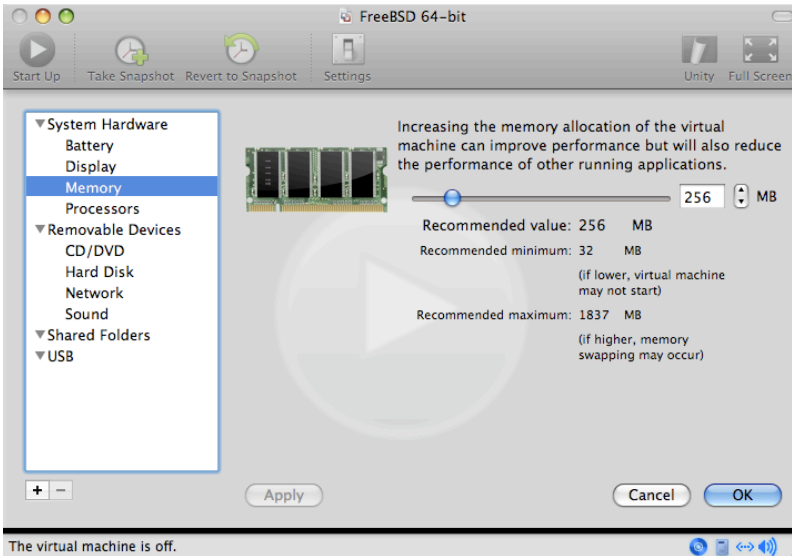 FreeBSD 64-bit
Start Up
Take Snapshot
Revert to Snapshot
Settings
Unity
Full Screen
System Hardware
Battery
Display
Memory
Processors
Removable Devices
CD/DVD
Hard Disk
Network
Sound
Shared Folders
USB
Increasing the memory allocation of the virtual
machine can improve performance but will also reduce
the performance of other running applications.
256 MB
Recommended value: 256 MB
Recommended minimum: 32 MB
(if lower, virtual machine
may not start)
Recommended maximum: 1837 MB
(if higher, memory
swapping may occur)
+ −
Apply
Cancel
OK
The virtual machine is off.